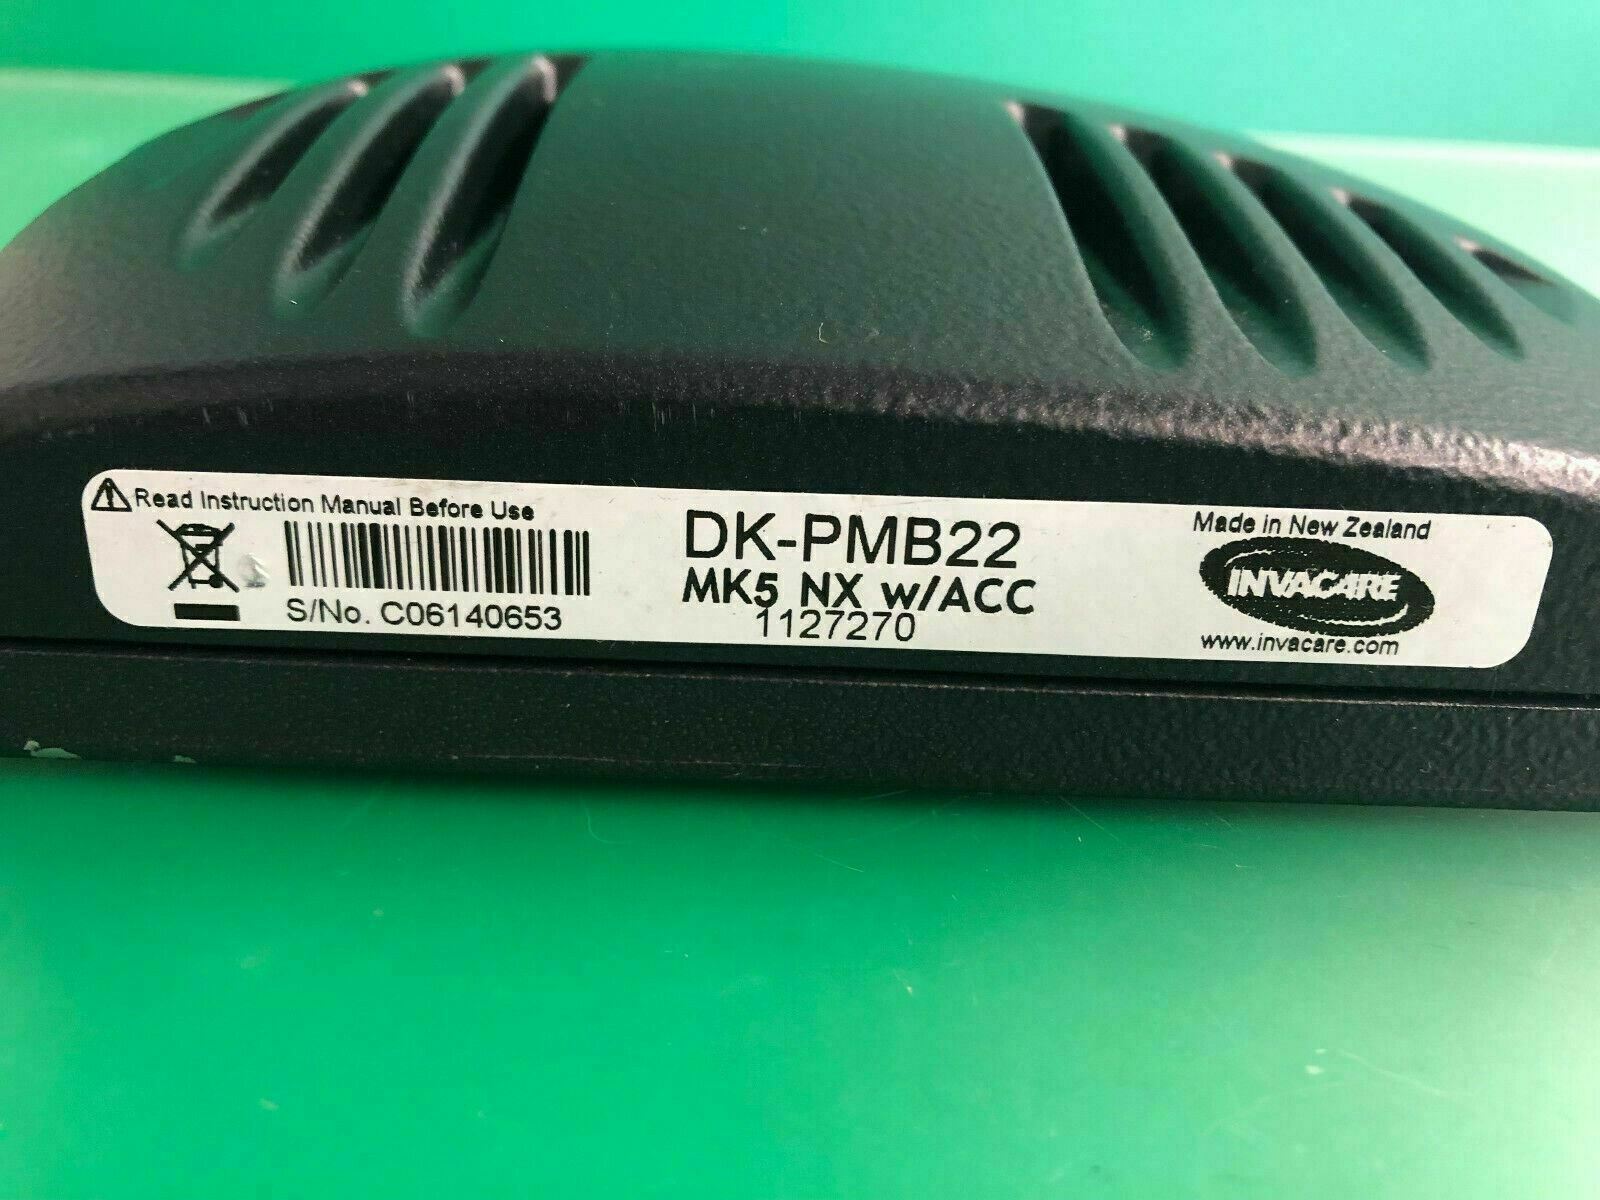 Read Instruction Manual Before Use
S/No. C06140653
DK-PMB22
MK5 NX w/ACC
1127270
Made in New Zealand
INVACARE
www.invacare.com